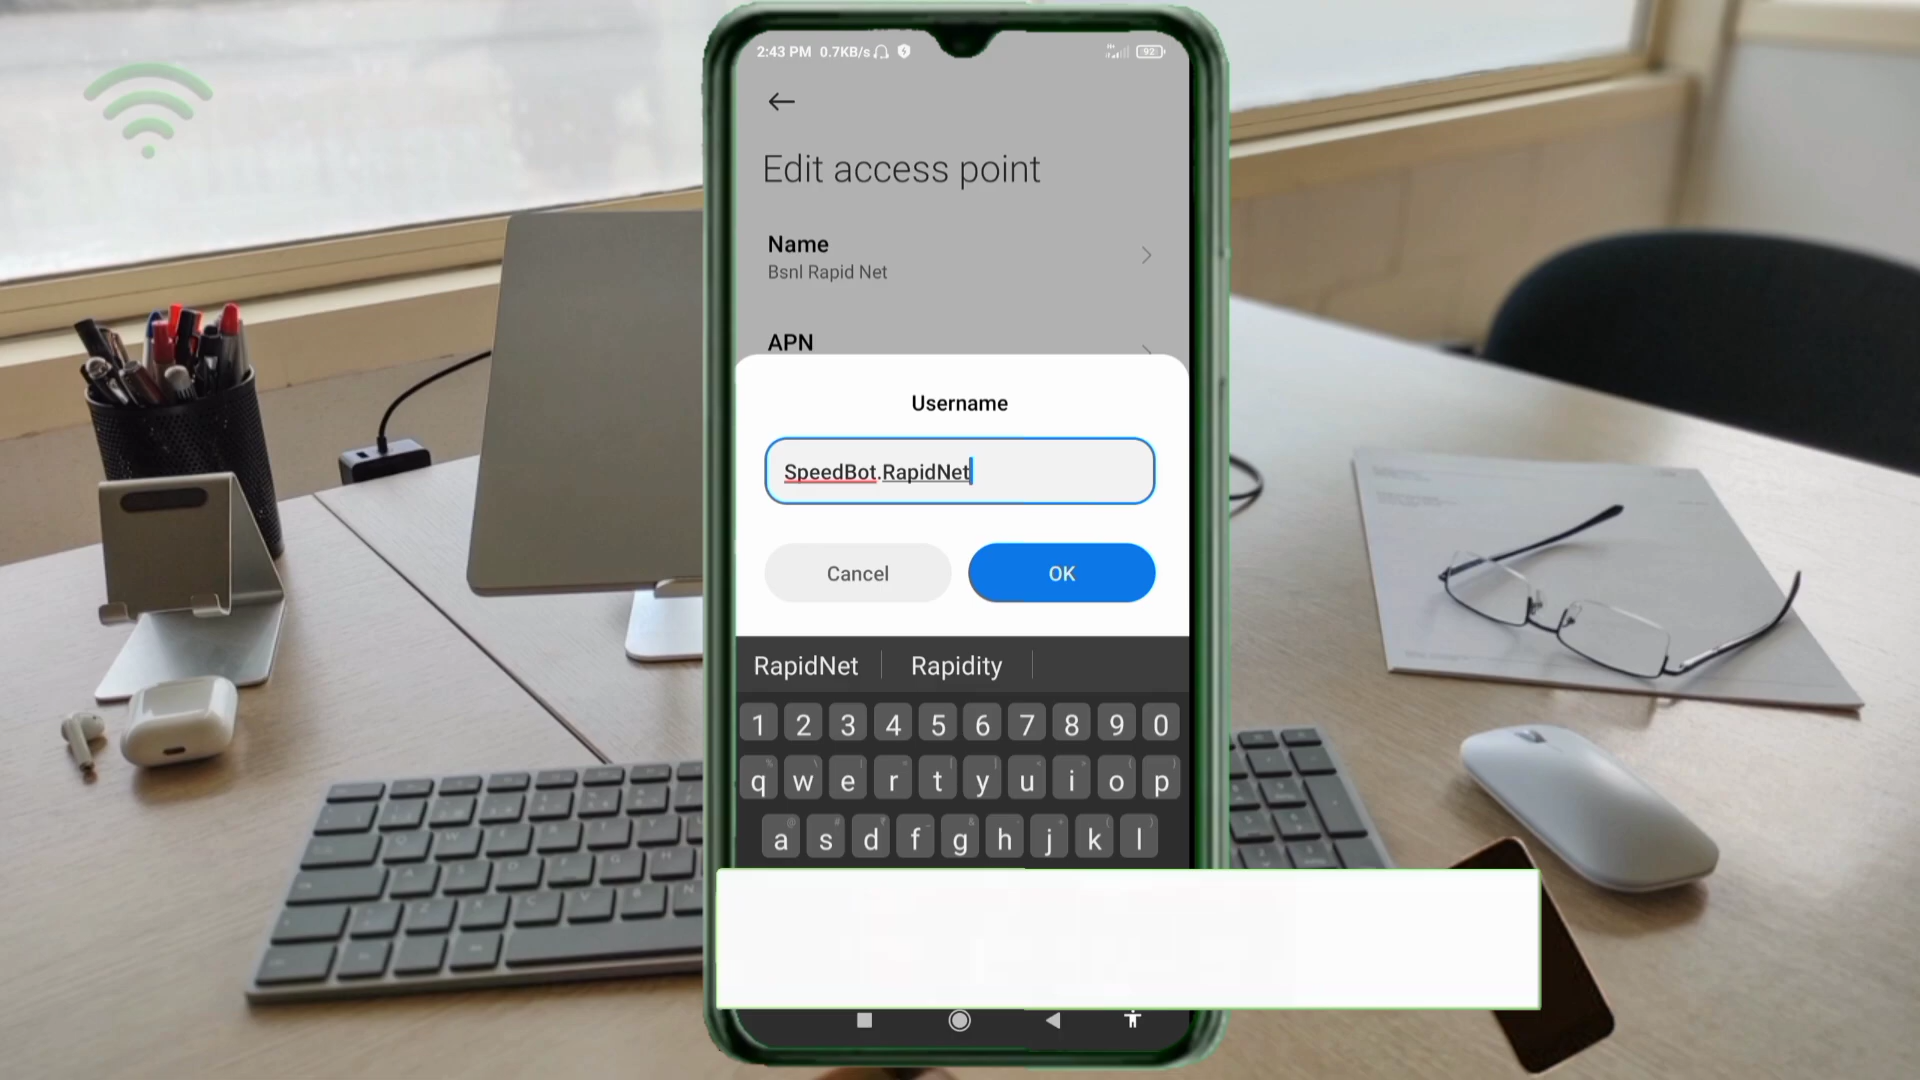 2:43 PM 0.7KB/s
92
Edit access point
Name
Bsnl Rapid Net
APN
Username
SpeedBot.RapidNet
Cancel OK
RapidNet Rapidity
1 2 3 4 5 6 7 8 9 0
q w e r t y u i o p
a s d f g h j k l